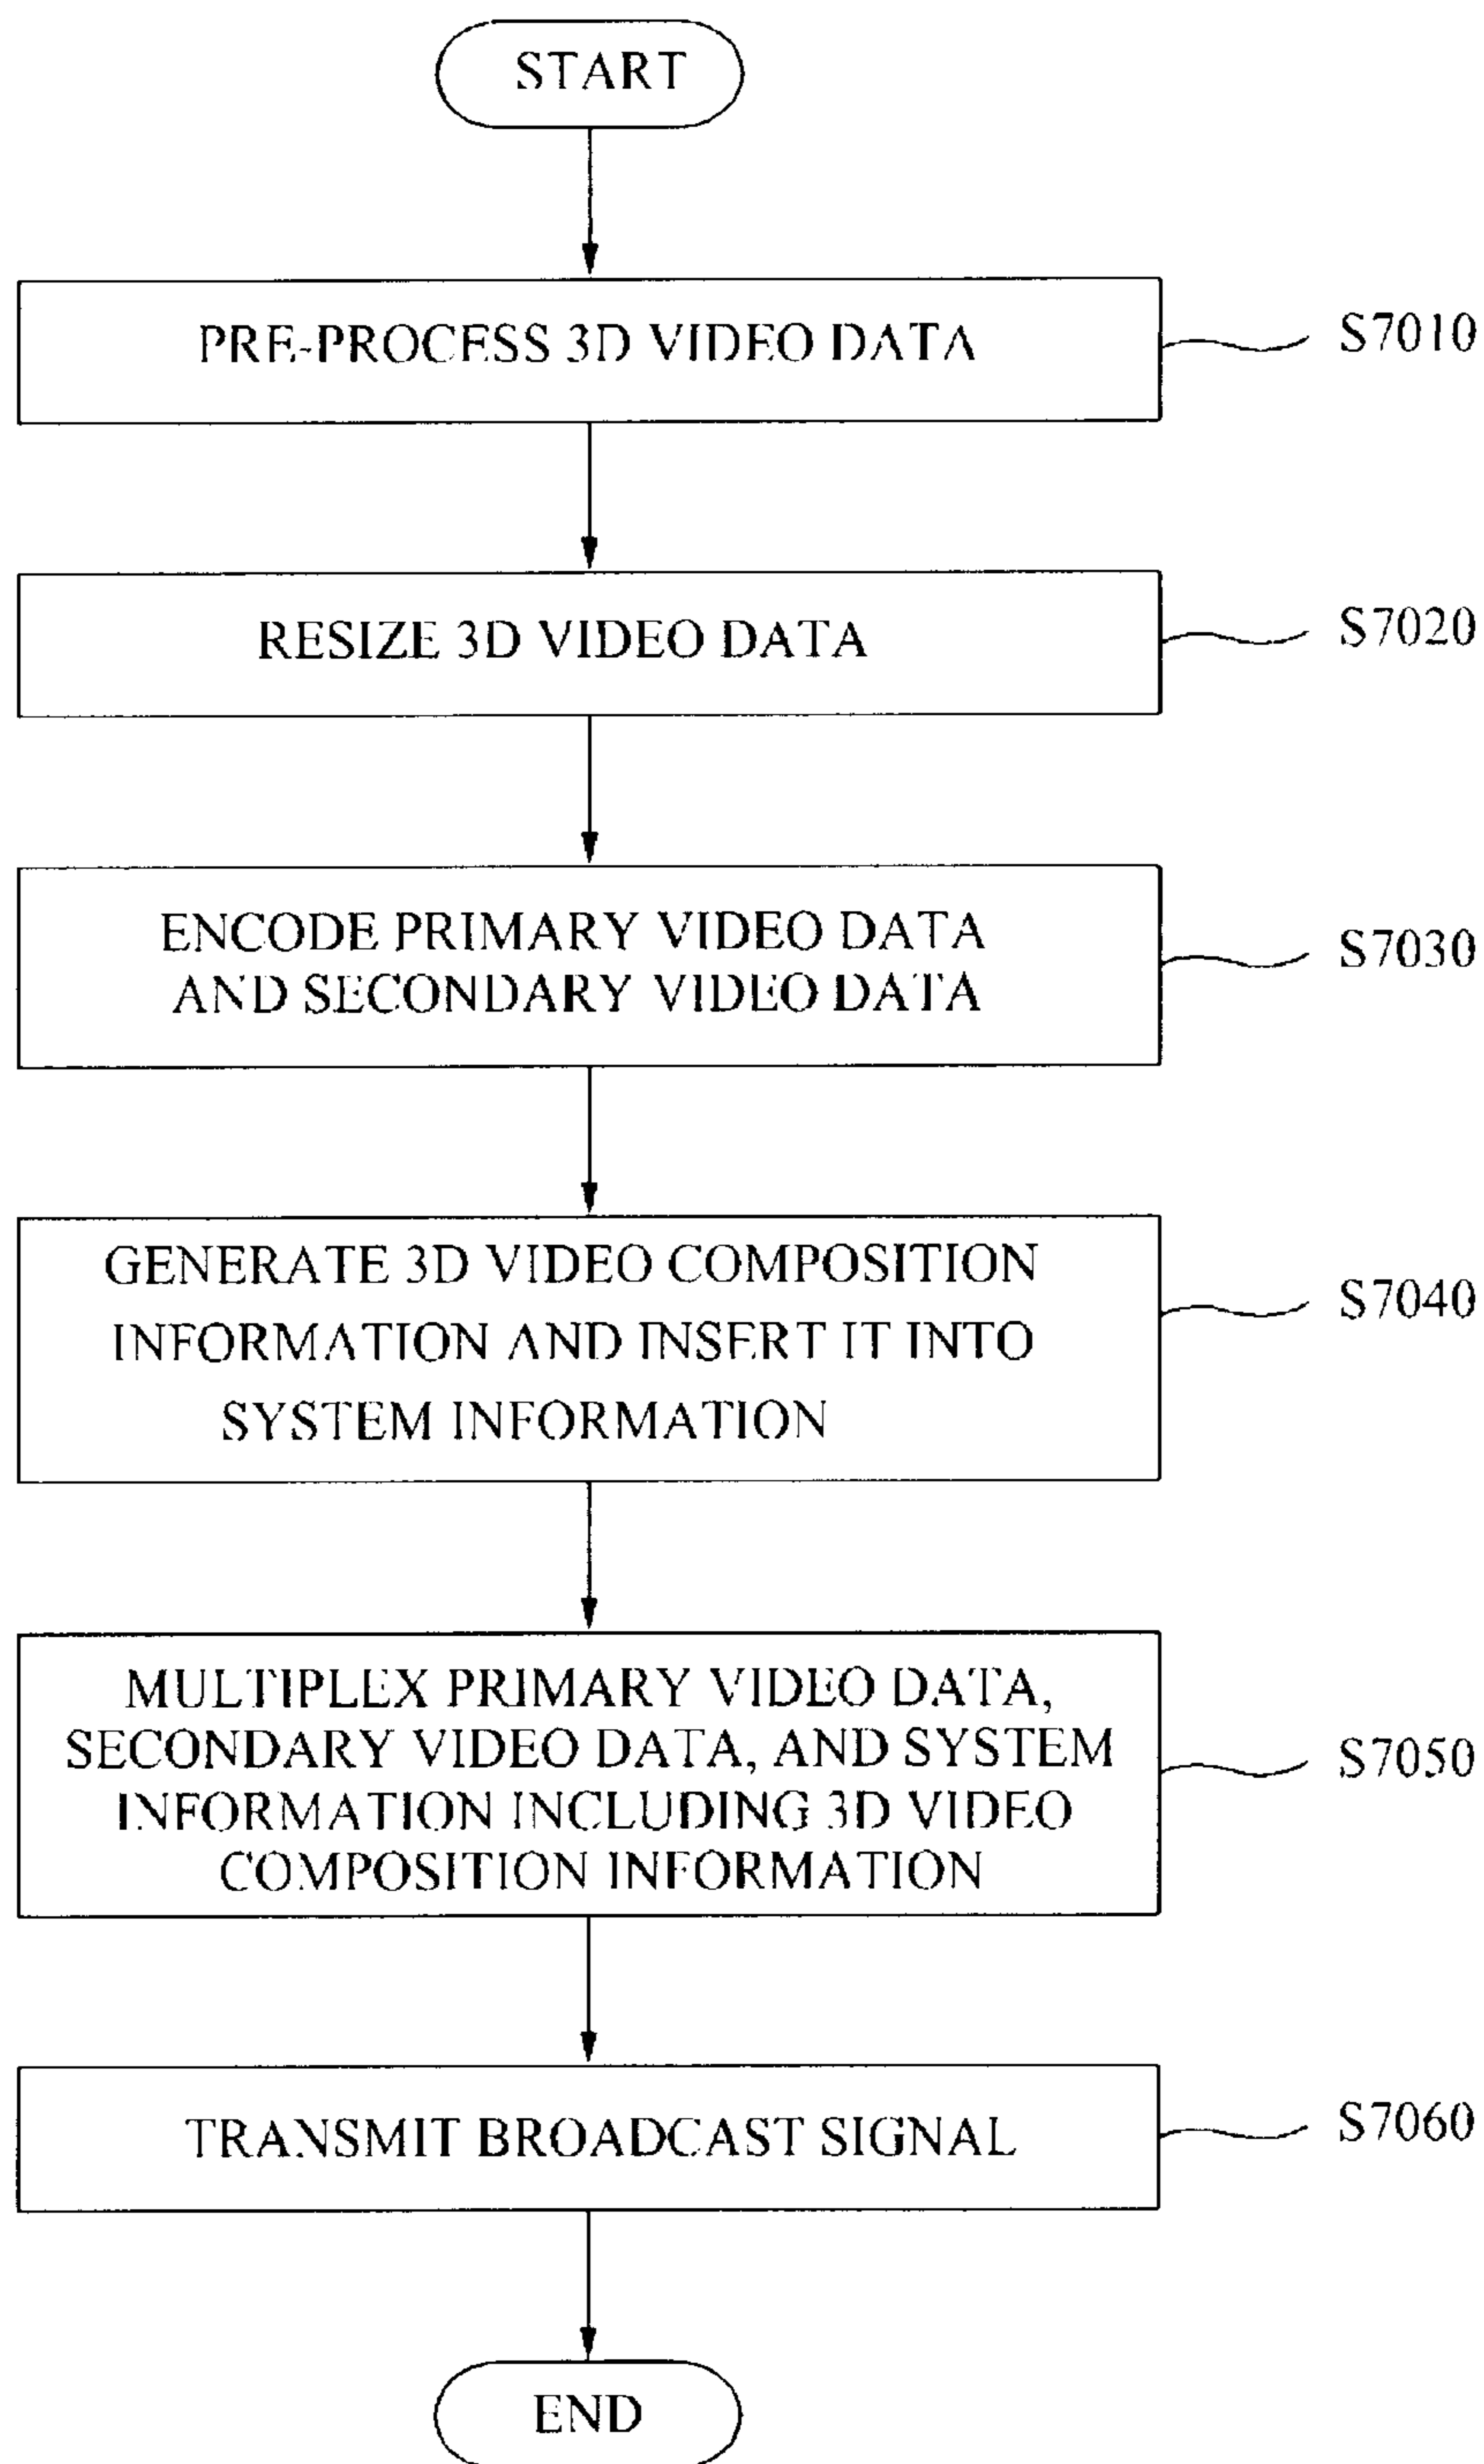 START
PRE-PROCESS 3D VIDEO DATA
S7010
RESIZE 3D VIDEO DATA
S7020
ENCODE PRIMARY VIDEO DATA
AND SECONDARY VIDEO DATA
S7030
GENERATE 3D VIDEO COMPOSITION
INFORMATION AND INSERT IT INTO
SYSTEM INFORMATION
S7040
MULTIPLEX PRIMARY VIDEO DATA,
SECONDARY VIDEO DATA, AND SYSTEM
INFORMATION INCLUDING 3D VIDEO
COMPOSITION INFORMATION
S7050
TRANSMIT BROADCAST SIGNAL
S7060
END